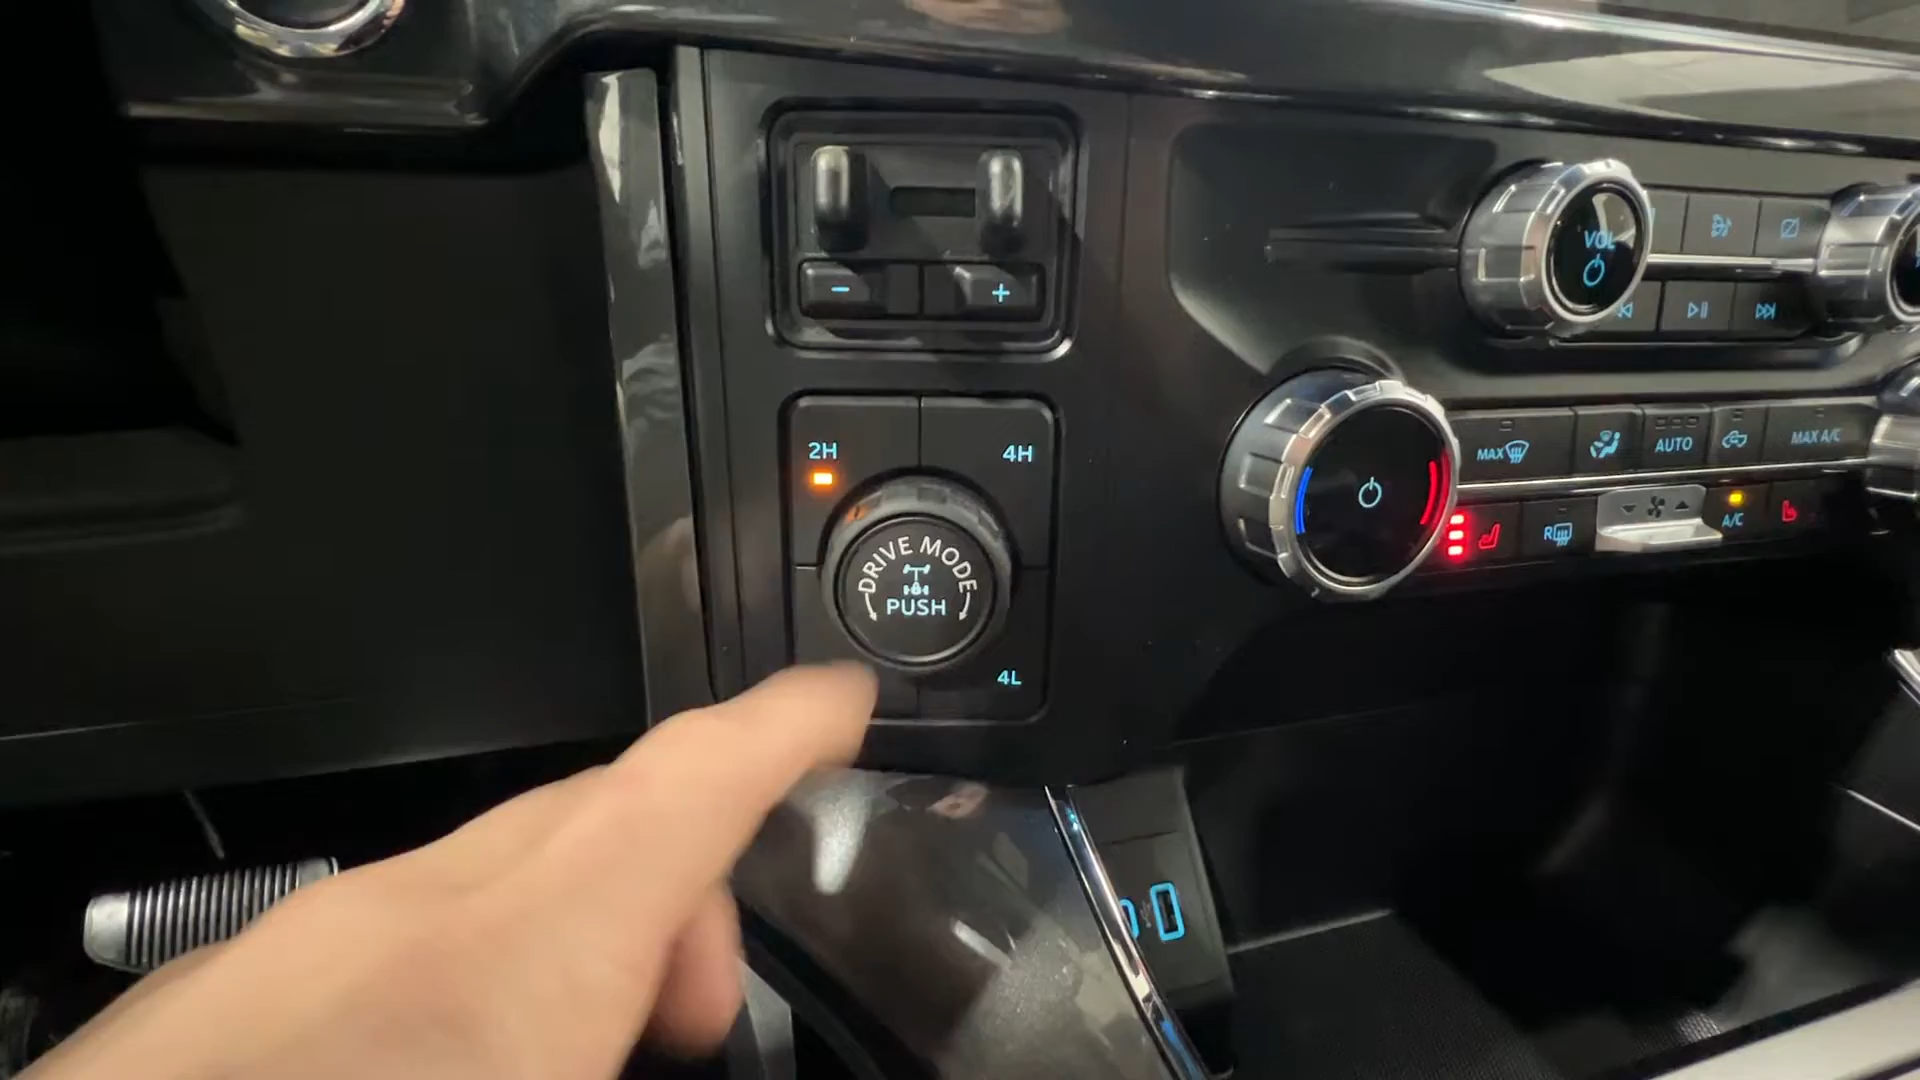 VOL
- +
2H 4H
DRIVE MODE
PUSH
4L
MAX
AUTO
MAX A/C
R
A/C